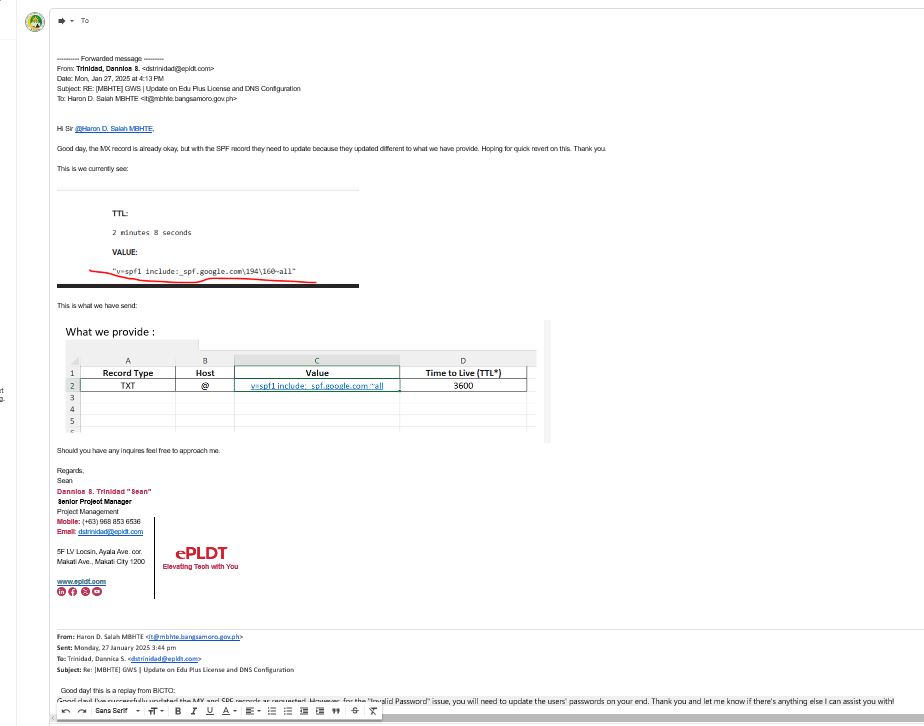 To
---------- Forwarded message ---------
From: Trinidad, Dannica S. <dstrinidad@epldt.com>
Date: Mon, Jan 27, 2025 at 4:13 PM
Subject: RE: [MBHTE] GWS | Update on Edu Plus License and DNS Configuration
To: Haron D. Salah MBHTE <it@mbhte.bangsamoro.gov.ph>
Hi Sir @Haron D. Salah MBHTE,
Good day, the MX record is already okay, but with the SPF record they need to update because they updated different to what we have provide. Hoping for quick revert on this. Thank you.
This is we currently see:
TTL:
2 minutes 8 seconds
VALUE:
"v=spf1 include:_spf.google.com\194\160~all"
This is what we have send:
What we provide :
A B C D
1 Record Type Host Value Time to Live (TTL*)
2 TXT @ v=spf1 include:_spf.google.com ~all 3600
3
4
5
Should you have any inquires feel free to approach me.
Regards,
Sean
Dannica S. Trinidad "Sean"
Senior Project Manager
Project Management
Mobile: (+63) 968 853 6536
Email: dstrinidad@epldt.com
5F LV Locsin, Ayala Ave. cor.
Makati Ave., Makati City 1200
ePLDT
Elevating Tech with You
www.epldt.com
From: Haron D. Salah MBHTE <it@mbhte.bangsamoro.gov.ph>
Sent: Monday, 27 January 2025 3:44 pm
To: Trinidad, Dannica S. <dstrinidad@epldt.com>
Subject: Re: [MBHTE] GWS | Update on Edu Plus License and DNS Configuration
Good day! this is a replay from BICTO:
Good day! I've successfully updated the MX and SPF records as requested. However, for the "Invalid Password" issue, you will need to update the users' passwords on your end. Thank you and let me know if there's anything else I can assist you with!
Sans Serif